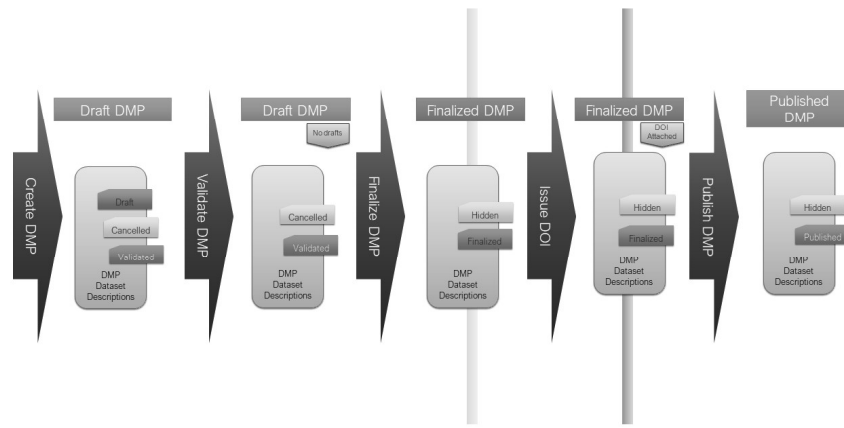 Create DMP
Draft DMP
Draft
Cancelled
Validated
DMP
Dataset
Descriptions
Validate DMP
Draft DMP
No drafts
Cancelled
Validated
DMP
Dataset
Descriptions
Finalize DMP
Finalized DMP
Hidden
Finalized
DMP
Dataset
Descriptions
Issue DOI
Finalized DMP
DOI
Attached
Hidden
Finalized
DMP
Dataset
Descriptions
Publish DMP
Published
DMP
Hidden
Published
DMP
Dataset
Descriptions